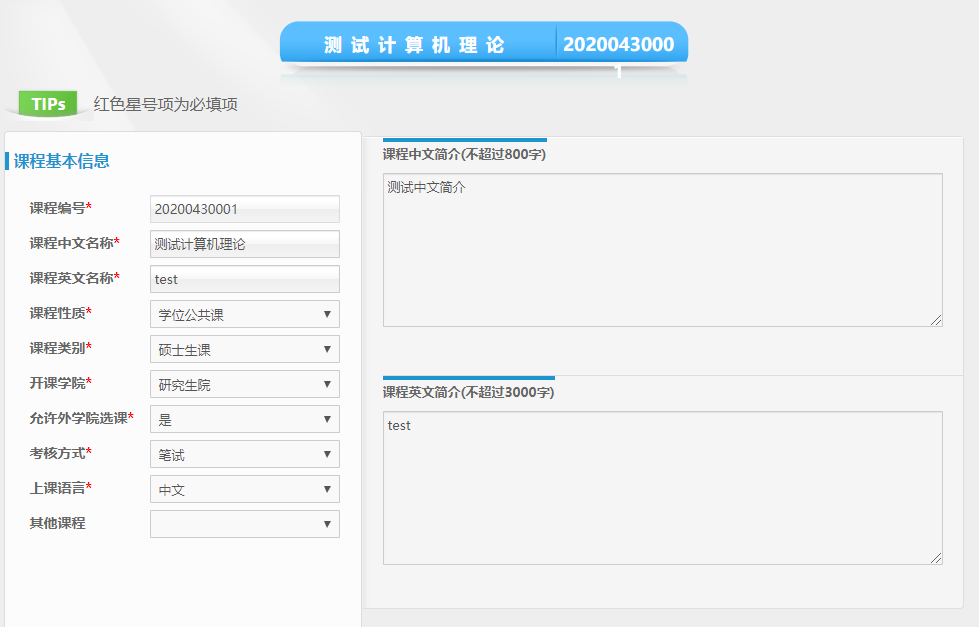 测试计算机理论 2020043000
1
TIPs 红色星号项为必填项
课程基本信息
课程编号* 20200430001
课程中文名称* 测试计算机理论
课程英文名称* test
课程性质* 学位公共课
课程类别* 硕士生课
开课学院* 研究生院
允许外学院选课* 是
考核方式* 笔试
上课语言* 中文
其他课程
课程中文简介(不超过800字)
测试中文简介
课程英文简介(不超过3000字)
test